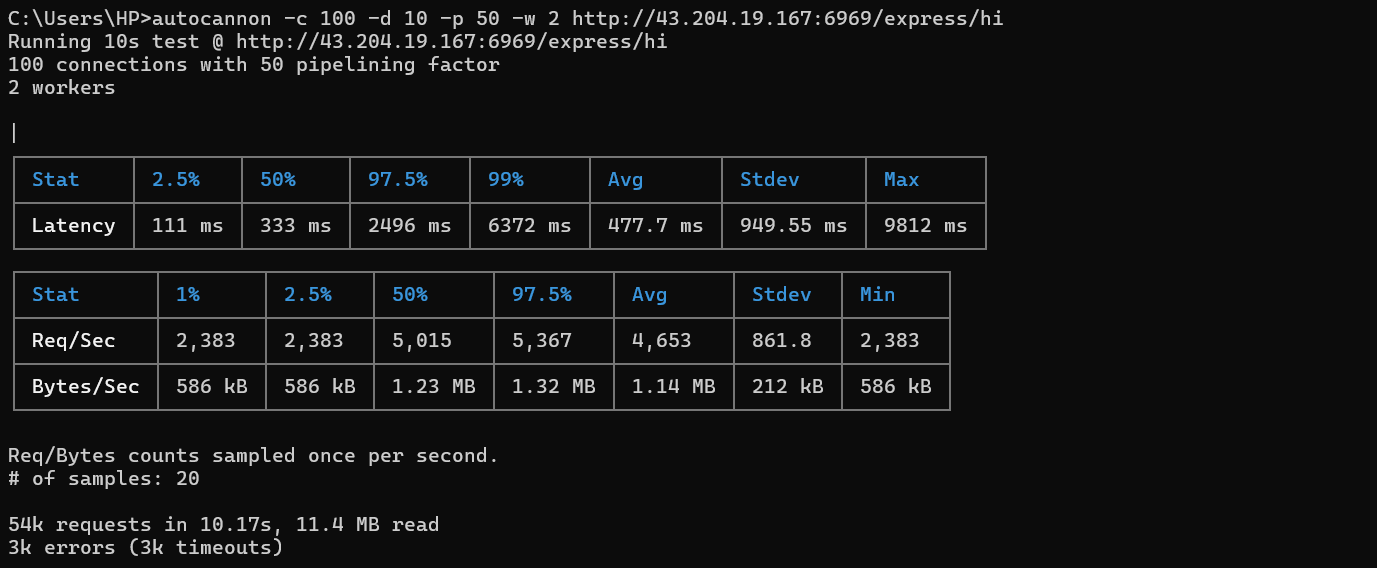 C:\Users\HP>autocannon -c 100 -d 10 -p 50 -w 2 http://43.204.19.167:6969/express/hi
Running 10s test @ http://43.204.19.167:6969/express/hi
100 connections with 50 pipelining factor
2 workers
|
Stat 2.5% 50% 97.5% 99% Avg Stdev Max
Latency 111 ms 333 ms 2496 ms 6372 ms 477.7 ms 949.55 ms 9812 ms
Stat 1% 2.5% 50% 97.5% Avg Stdev Min
Req/Sec 2,383 2,383 5,015 5,367 4,653 861.8 2,383
Bytes/Sec 586 kB 586 kB 1.23 MB 1.32 MB 1.14 MB 212 kB 586 kB
Req/Bytes counts sampled once per second.
# of samples: 20
54k requests in 10.17s, 11.4 MB read
3k errors (3k timeouts)